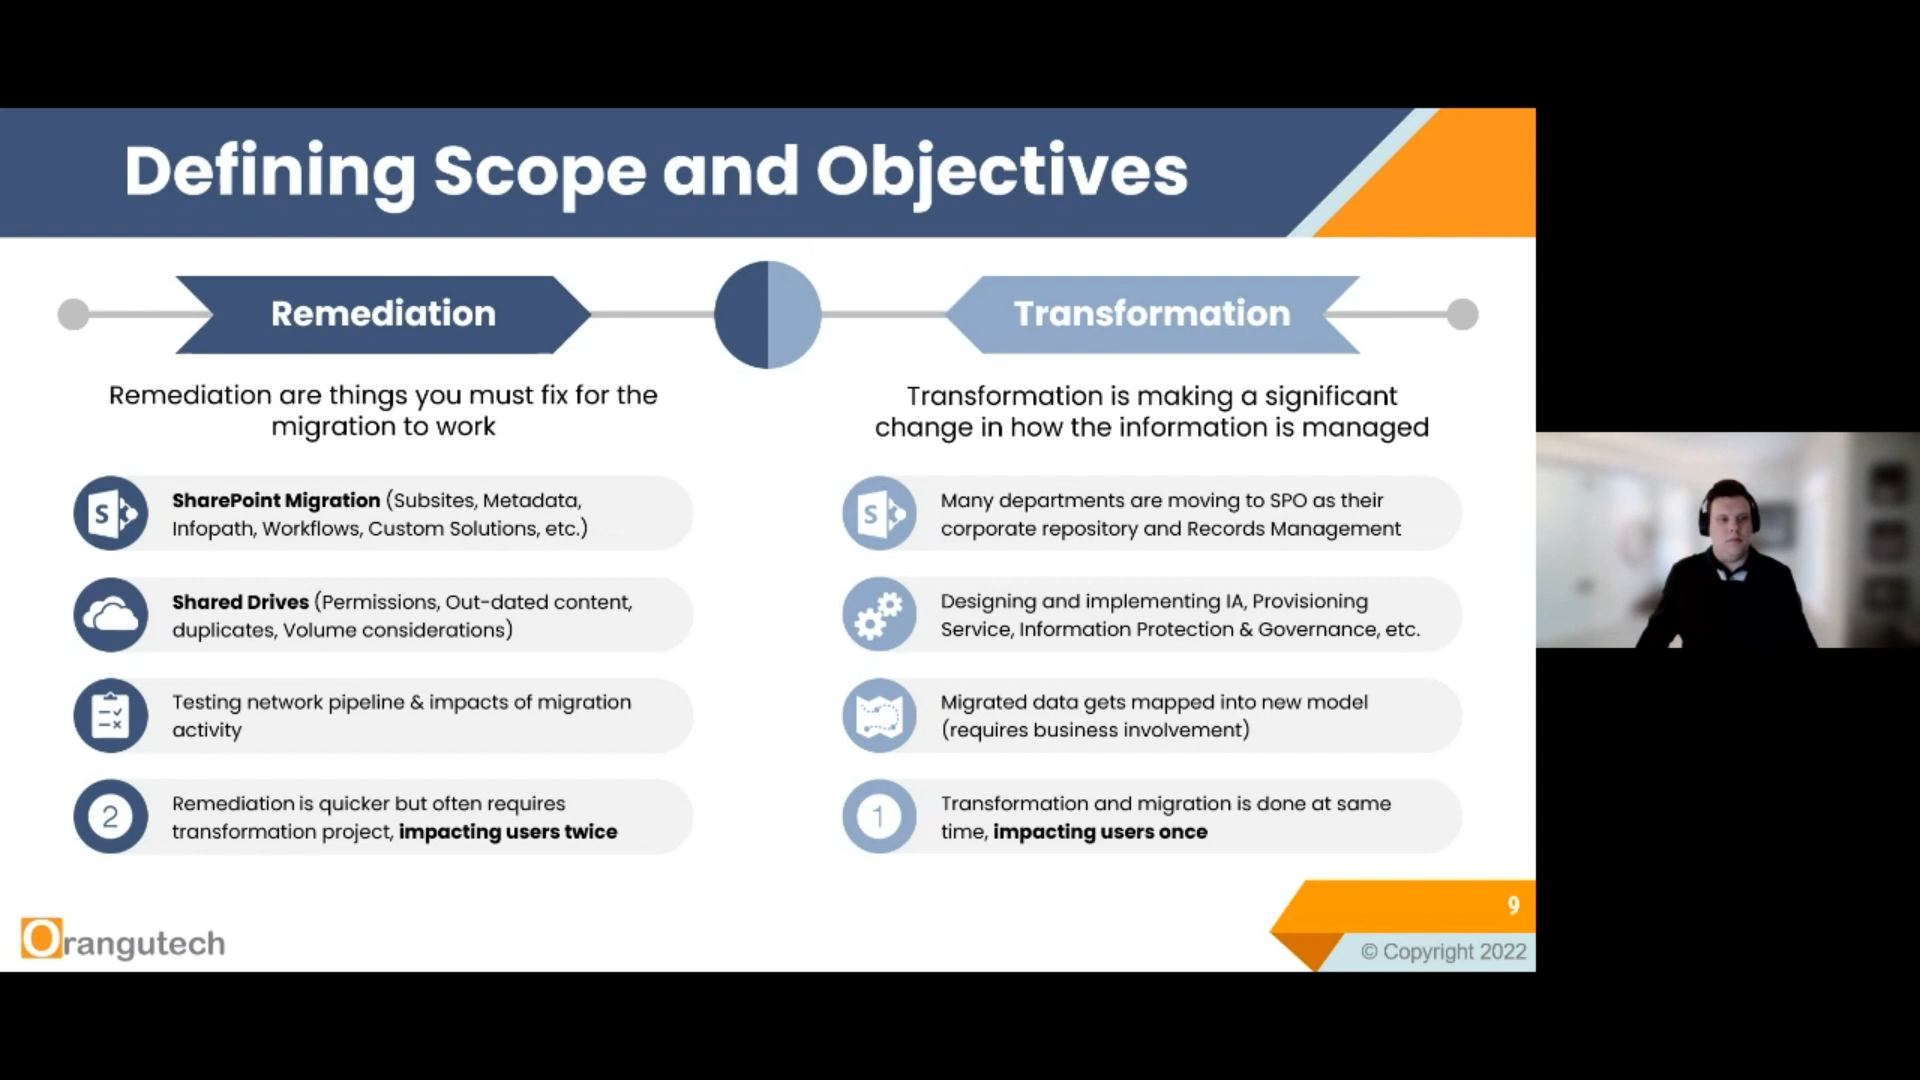 Defining Scope and Objectives
Remediation
Remediation are things you must fix for the
migration to work
S
SharePoint Migration (Subsites, Metadata,
Infopath, Workflows, Custom Solutions, etc.)
Shared Drives (Permissions, Out-dated content,
duplicates, Volume considerations)
Testing network pipeline & impacts of migration
activity
2
Remediation is quicker but often requires
transformation project, impacting users twice
Transformation
Transformation is making a significant
change in how the information is managed
S
Many departments are moving to SPO as their
corporate repository and Records Management
Designing and implementing IA, Provisioning
Service, Information Protection & Governance, etc.
Migrated data gets mapped into new model
(requires business involvement)
1
Transformation and migration is done at same
time, impacting users once
Orangutech
9
© Copyright 2022